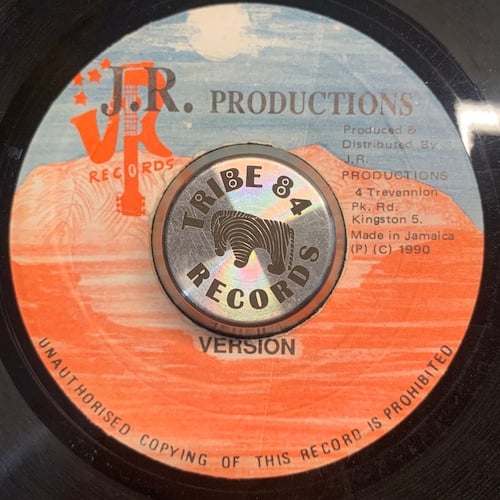 J.R. PRODUCTIONS
RECORDS
Produced &
Distributed By
J.R.
PRODUCTIONS
4 Trevennion
Pk. Rd.
Kingston 5.
Made in Jamaica
(P) (C) 1990
TRIBE 84
RECORDS
VERSION
UNAUTHORISED COPYING OF THIS RECORD IS PROHIBITED